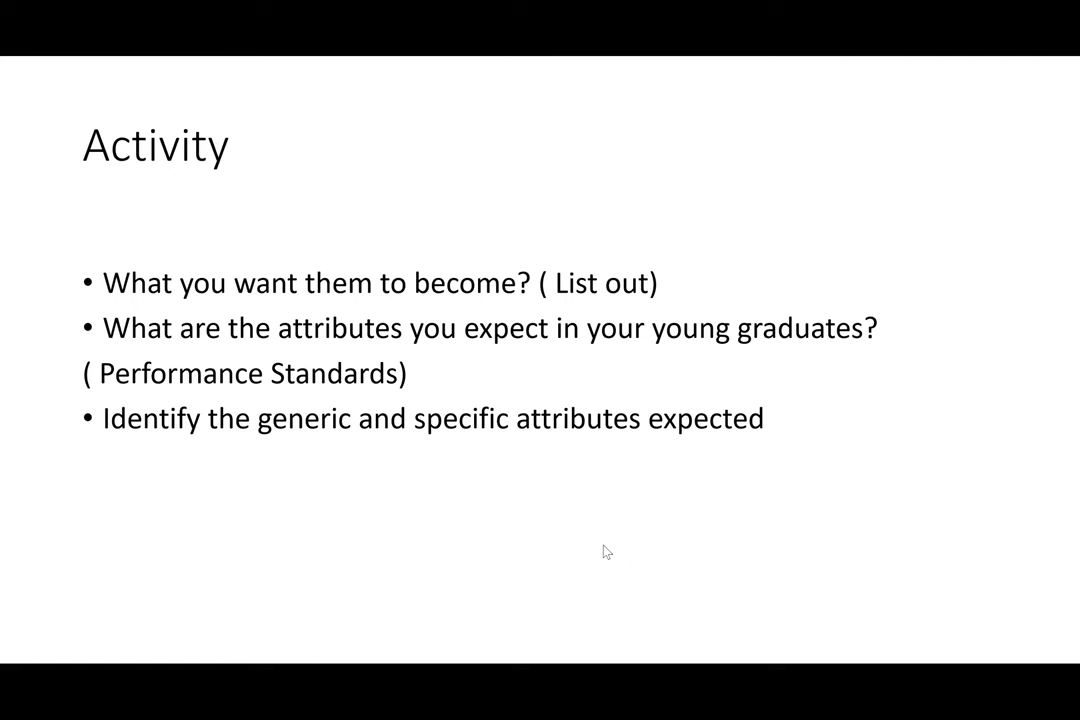 Activity
• What you want them to become? ( List out)
• What are the attributes you expect in your young graduates?
( Performance Standards)
• Identify the generic and specific attributes expected